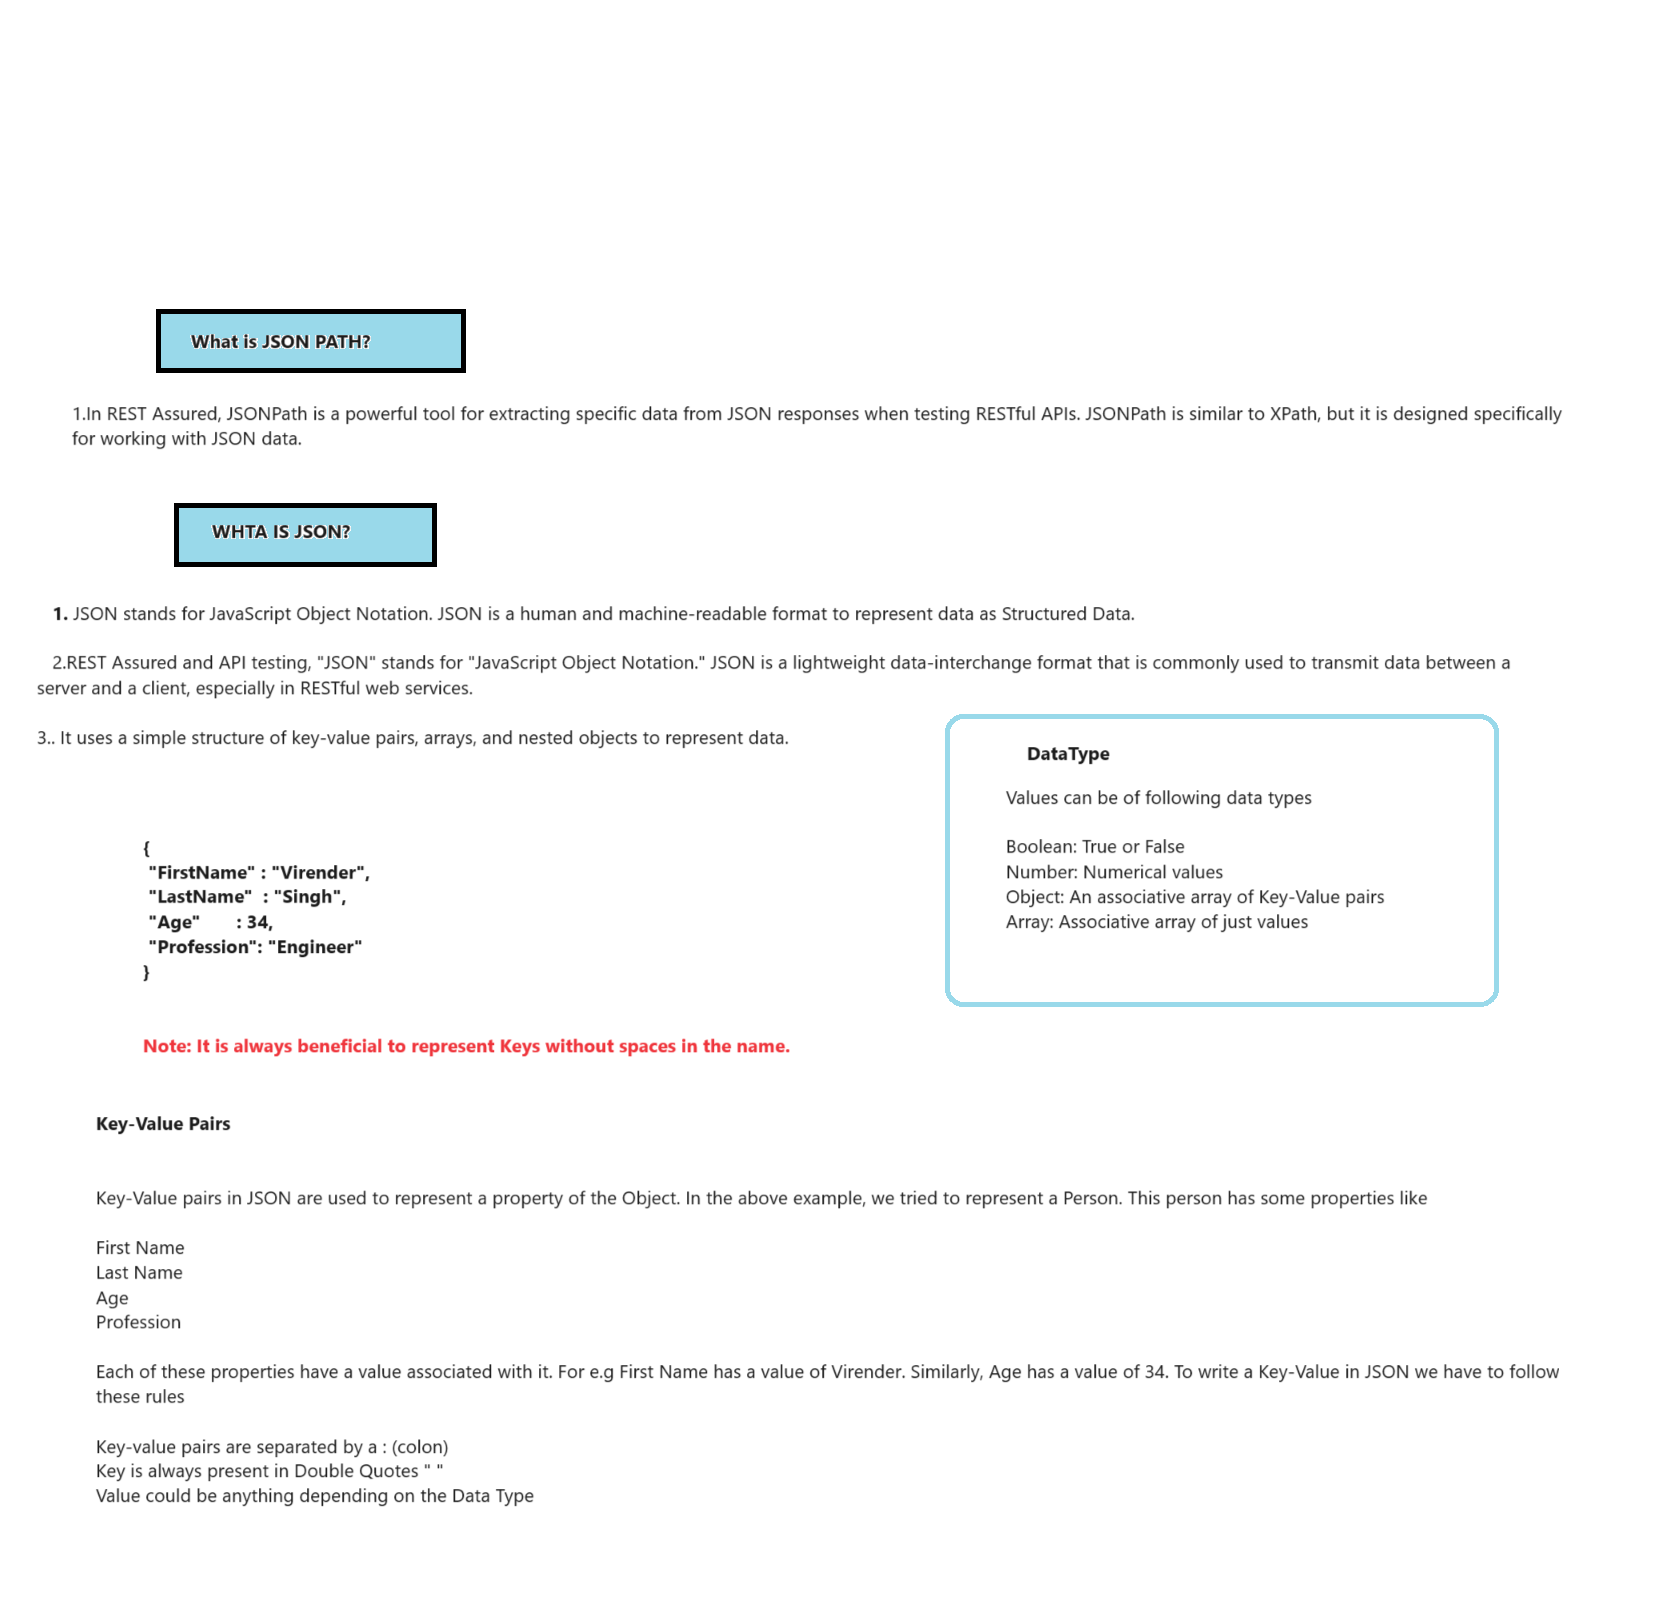 What is JSON PATH?
1.In REST Assured, JSONPath is a powerful tool for extracting specific data from JSON responses when testing RESTful APIs. JSONPath is similar to XPath, but it is designed specifically
for working with JSON data.
WHTA IS JSON?
1. JSON stands for JavaScript Object Notation. JSON is a human and machine-readable format to represent data as Structured Data.
2.REST Assured and API testing, "JSON" stands for "JavaScript Object Notation." JSON is a lightweight data-interchange format that is commonly used to transmit data between a
server and a client, especially in RESTful web services.
3.. It uses a simple structure of key-value pairs, arrays, and nested objects to represent data.
{
"FirstName" : "Virender",
"LastName"  : "Singh",
"Age"       : 34,
"Profession": "Engineer"
}
DataType
Values can be of following data types
Boolean: True or False
Number: Numerical values
Object: An associative array of Key-Value pairs
Array: Associative array of just values
Note: It is always beneficial to represent Keys without spaces in the name.
Key-Value Pairs
Key-Value pairs in JSON are used to represent a property of the Object. In the above example, we tried to represent a Person. This person has some properties like
First Name
Last Name
Age
Profession
Each of these properties have a value associated with it. For e.g First Name has a value of Virender. Similarly, Age has a value of 34. To write a Key-Value in JSON we have to follow
these rules
Key-value pairs are separated by a : (colon)
Key is always present in Double Quotes " "
Value could be anything depending on the Data Type